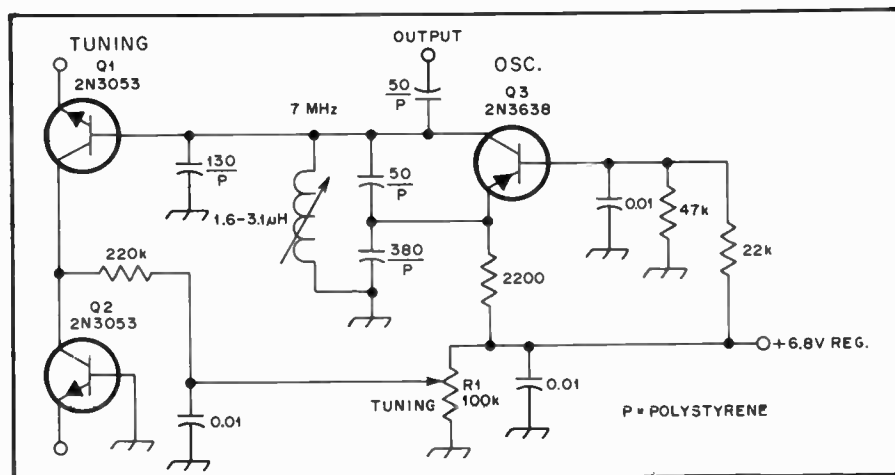 TUNING
Q1
2N3053
OUTPUT
OSC.
50
P
Q3
2N3638
7 MHz
130
P
50
P
1.6-3.1µH
380
P
0.01
47k
22k
220k
2200
Q2
2N3053
+6.8V REG.
0.01
TUNING
R1
100k
0.01
P = POLYSTYRENE